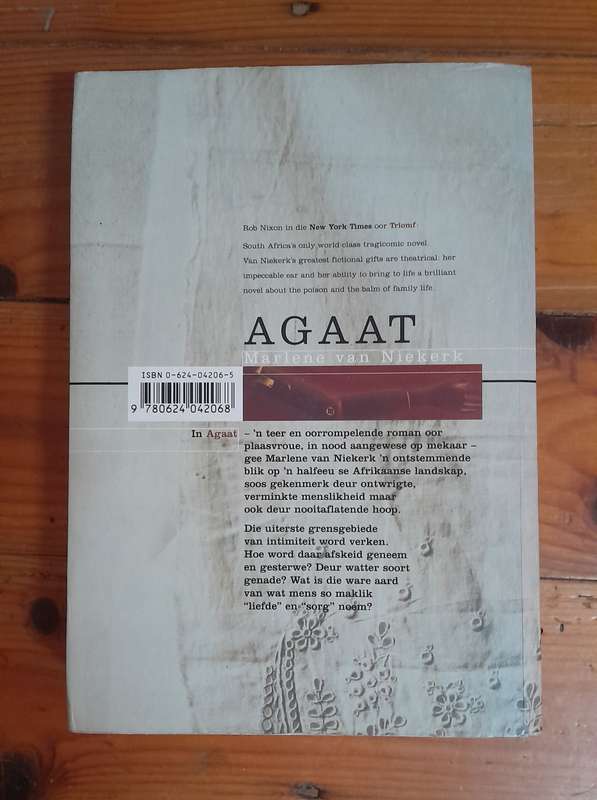 Rob Nixon in die New York Times oor Triomf
South Africa's only world class tragicomic novel.
Van Niekerk's greatest fictional gifts are theatrical: her
impeccable ear and her ability to bring to life a brilliant
novel about the poison and the balm of family life.
AGAAT
Marlene van Niekerk
ISBN 0-624-04206-5
9 780624 042068
In Agaat – 'n teer en oorrompelende roman oor
plaasvroue, in nood aangewese op mekaar –
gee Marlene van Niekerk 'n ontstemmende
blik op 'n halfeeu se Afrikaanse landskap,
soos gekenmerk deur ontwrigte,
verminkte menslikheid maar
ook deur nooitaflatende hoop.
Die uiterste grensgebiede
van intimiteit word verken.
Hoe word daar afskeid geneem
en gesterwe? Deur watter soort
genade? Wat is die ware aard
van wat mens so maklik
“liefde” en “sorg” noem?